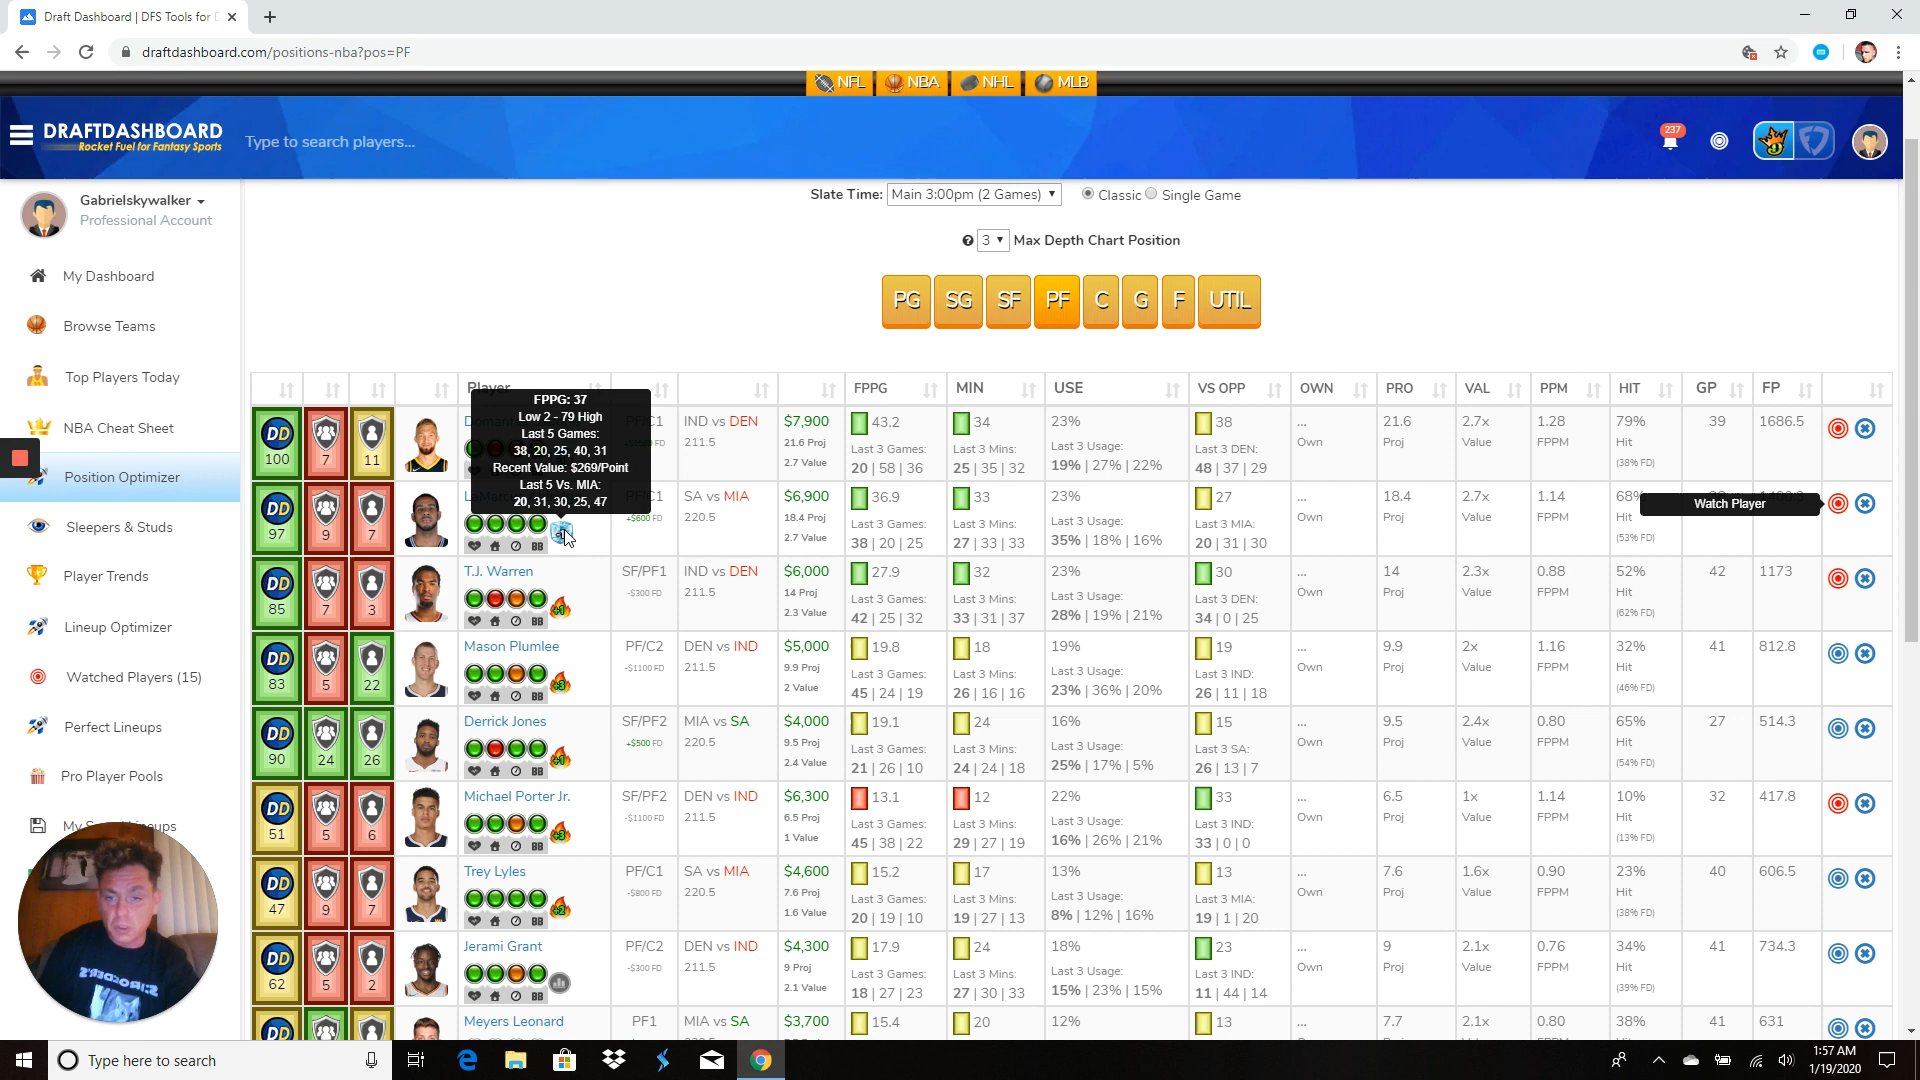 Draft Dashboard | DFS Tools for D
draftdashboard.com/positions-nba?pos=PF
NFL NBA NHL MLB
DRAFTDASHBOARD
Rocket Fuel for Fantasy Sports
Type to search players...
237
Gabrielskywalker
Professional Account
My Dashboard
Browse Teams
Top Players Today
NBA Cheat Sheet
Position Optimizer
Sleepers & Studs
Player Trends
Lineup Optimizer
Watched Players (15)
Perfect Lineups
Pro Player Pools
Slate Time: Main 3:00pm (2 Games) Classic Single Game
3 Max Depth Chart Position
PG SG SF PF C G F UTIL
Player FPPG MIN USE VS OPP OWN PRO VAL PPM HIT GP FP
FPPG: 37
Low 2 - 79 High
Last 5 Games:
38, 20, 25, 40, 31
Recent Value: $269/Point
Last 5 Vs. MIA:
20, 31, 30, 25, 47
Watch Player
IND vs DEN $7,900 43.2 34 23% 38 ... 21.6 2.7x 1.28 79% 39 1686.5
211.5 21.6 Proj Last 3 Games: Last 3 Mins: Last 3 Usage: Last 3 DEN: Own Proj Value FPPM Hit
DD 100 7 11 2.7 Value 20 | 58 | 36 25 | 35 | 32 19% | 27% | 22% 48 | 37 | 29 (38% FD)
SA vs MIA $6,900 36.9 33 23% 27 ... 18.4 2.7x 1.14 68%
+$600 FD 220.5 18.4 Proj Last 3 Games: Last 3 Mins: Last 3 Usage: Last 3 MIA: Own Proj Value FPPM Hit
DD 97 9 7 BB 2.7 Value 38 | 20 | 25 27 | 33 | 33 35% | 18% | 16% 20 | 31 | 30 (53% FD)
T.J. Warren SF/PF1 IND vs DEN $6,000 27.9 32 23% 30 ... 14 2.3x 0.88 52% 42 1173
-$300 FD 211.5 14 Proj Last 3 Games: Last 3 Mins: Last 3 Usage: Last 3 DEN: Own Proj Value FPPM Hit
DD 85 7 3 +1 BB 2.3 Value 42 | 25 | 32 33 | 31 | 37 28% | 19% | 21% 34 | 0 | 25 (62% FD)
Mason Plumlee PF/C2 DEN vs IND $5,000 19.8 18 19% 19 ... 9.9 2x 1.16 32% 41 812.8
-$1100 FD 211.5 9.9 Proj Last 3 Games: Last 3 Mins: Last 3 Usage: Last 3 IND: Own Proj Value FPPM Hit
DD 83 5 22 +3 BB 2 Value 45 | 24 | 19 26 | 16 | 16 23% | 36% | 20% 26 | 11 | 18 (46% FD)
Derrick Jones SF/PF2 MIA vs SA $4,000 19.1 24 16% 15 ... 9.5 2.4x 0.80 65% 27 514.3
+$500 FD 220.5 9.5 Proj Last 3 Games: Last 3 Mins: Last 3 Usage: Last 3 SA: Own Proj Value FPPM Hit
DD 90 24 26 +1 BB 2.4 Value 21 | 26 | 10 24 | 24 | 18 25% | 17% | 5% 26 | 13 | 7 (54% FD)
Michael Porter Jr. SF/PF2 DEN vs IND $6,300 13.1 12 22% 33 ... 6.5 1x 1.14 10% 32 417.8
-$1100 FD 211.5 6.5 Proj Last 3 Games: Last 3 Mins: Last 3 Usage: Last 3 IND: Own Proj Value FPPM Hit
DD 51 5 6 +3 BB 1 Value 45 | 38 | 22 29 | 27 | 19 16% | 26% | 21% 33 | 0 | 0 (13% FD)
Trey Lyles PF/C1 SA vs MIA $4,600 15.2 17 13% 13 ... 7.6 1.6x 0.90 23% 40 606.5
-$800 FD 220.5 7.6 Proj Last 3 Games: Last 3 Mins: Last 3 Usage: Last 3 MIA: Own Proj Value FPPM Hit
DD 47 9 7 +2 BB 1.6 Value 20 | 19 | 10 19 | 27 | 13 8% | 12% | 16% 19 | 1 | 20 (38% FD)
Jerami Grant PF/C2 DEN vs IND $4,300 17.9 24 18% 23 ... 9 2.1x 0.76 34% 41 734.3
-$300 FD 211.5 9 Proj Last 3 Games: Last 3 Mins: Last 3 Usage: Last 3 IND: Own Proj Value FPPM Hit
DD 62 5 2 BB 2.1 Value 18 | 27 | 23 27 | 30 | 33 15% | 23% | 15% 11 | 44 | 14 (39% FD)
DD Meyers Leonard PF1 MIA vs SA $3,700 15.4 20 12% 13 ... 7.7 2.1x 0.80 38% 41 631
Type here to search
1:57 AM
1/19/2020